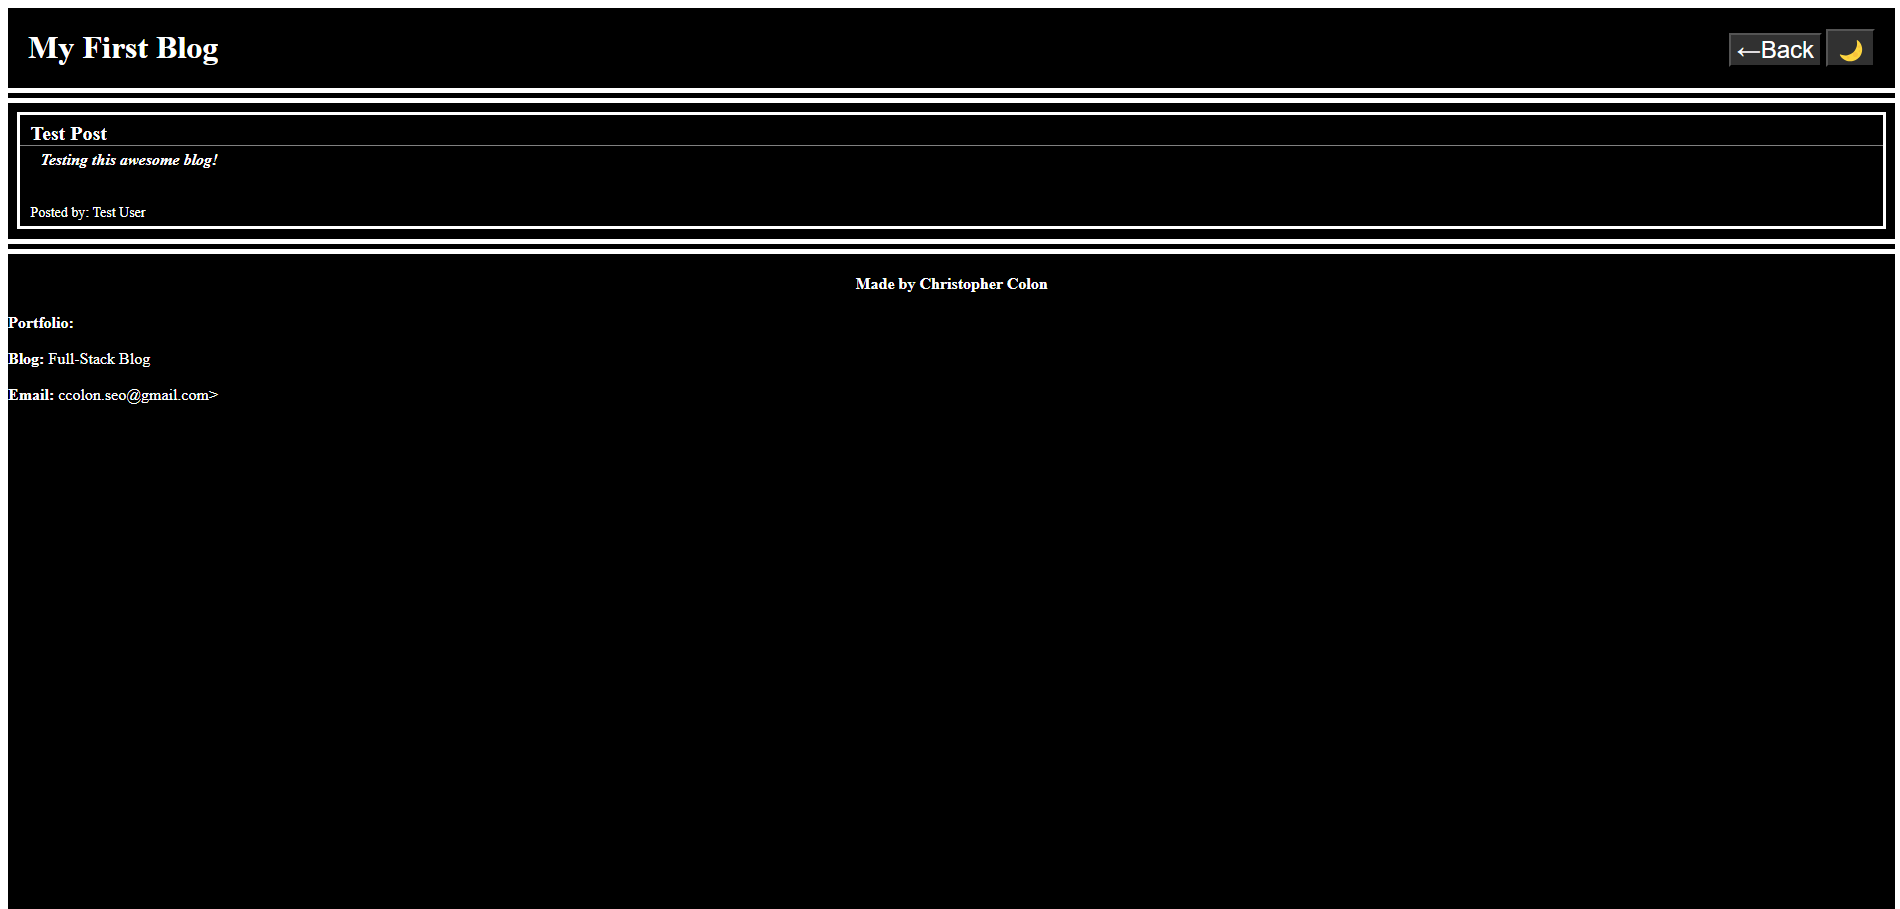 My First Blog
←Back 🌙
Test Post
Testing this awesome blog!
Posted by: Test User
Made by Christopher Colon
Portfolio:
Blog: Full-Stack Blog
Email: ccolon.seo@gmail.com>